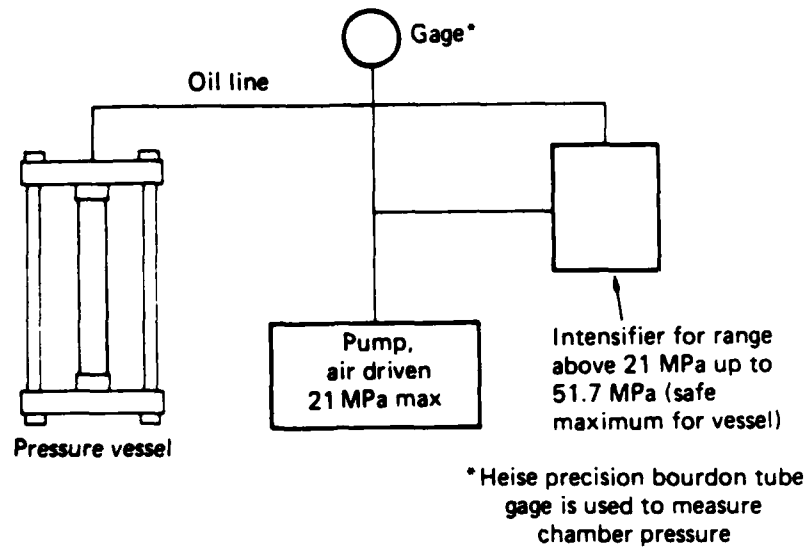 Gage*
Oil line
Pump,
air driven
21 MPa max
Intensifier for range
above 21 MPa up to
51.7 MPa (safe
maximum for vessel)
Pressure vessel
*Heise precision bourdon tube
gage is used to measure
chamber pressure